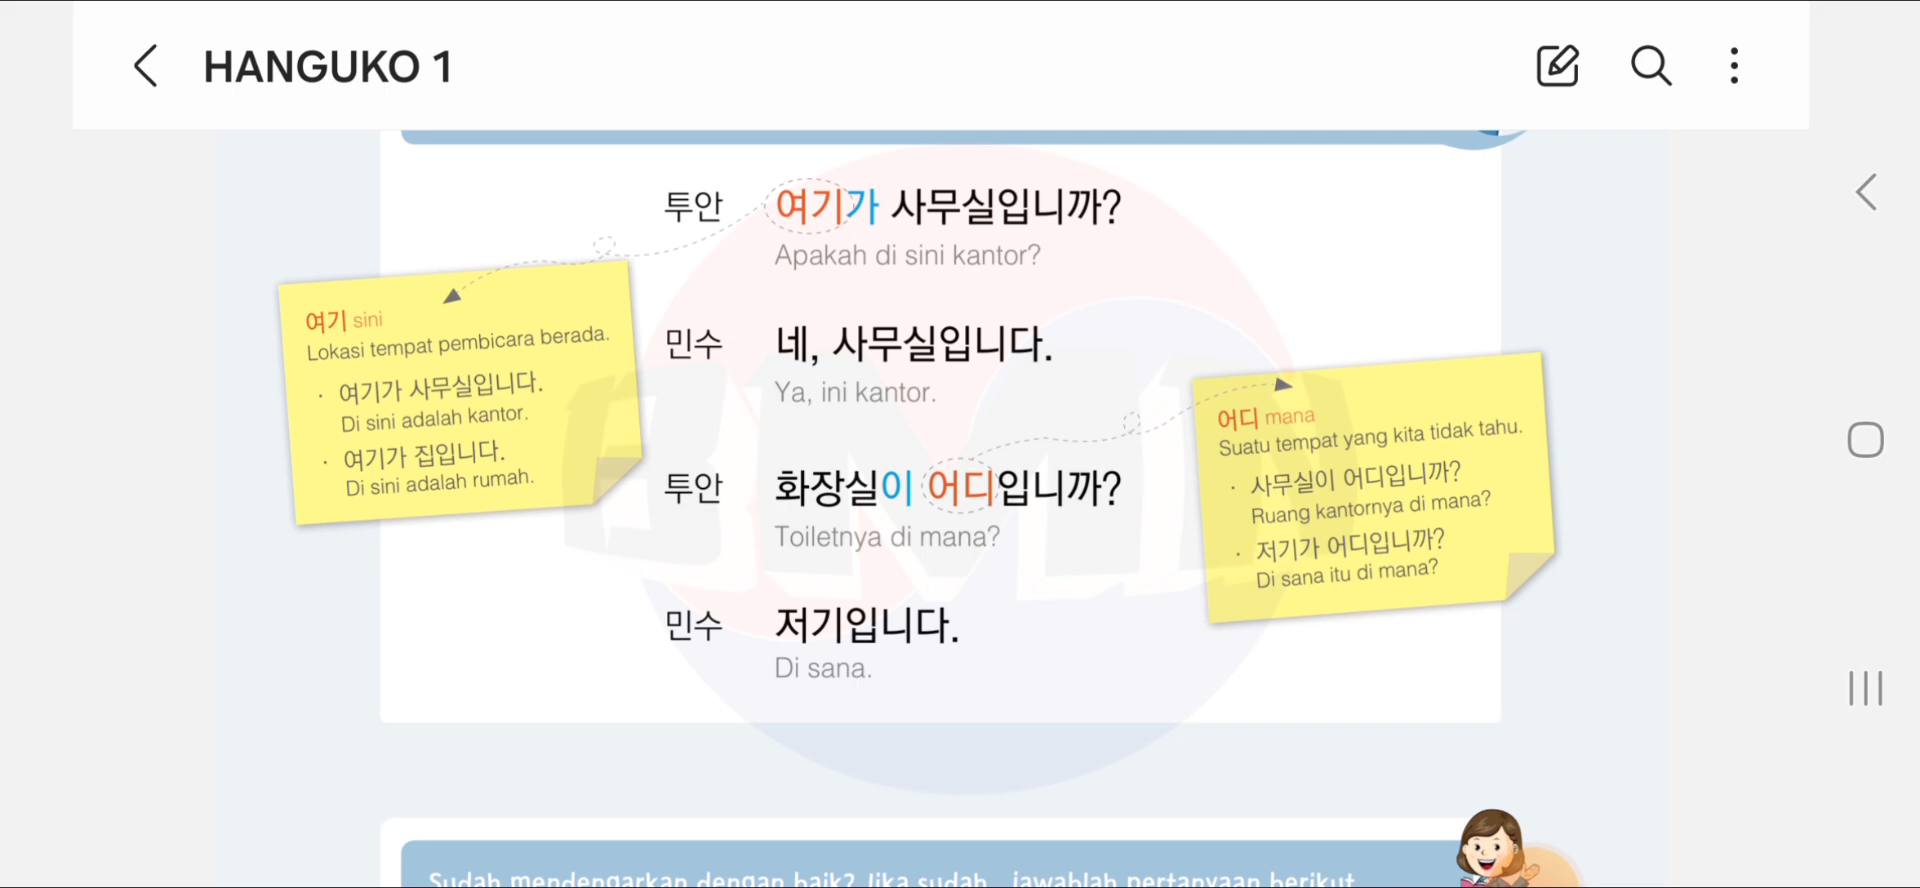 HANGUKO 1
투안 여기가 사무실입니까?
Apakah di sini kantor?
민수 네, 사무실입니다.
Ya, ini kantor.
투안 화장실이 어디입니까?
Toiletnya di mana?
민수 저기입니다.
Di sana.
여기 sini
Lokasi tempat pembicara berada.
· 여기가 사무실입니다.
Di sini adalah kantor.
· 여기가 집입니다.
Di sini adalah rumah.
어디 mana
Suatu tempat yang kita tidak tahu.
· 사무실이 어디입니까?
Ruang kantornya di mana?
· 저기가 어디입니까?
Di sana itu di mana?
BMD
Sudah mendengarkan dengan baik? Jika sudah, jawablah pertanyaan berikut